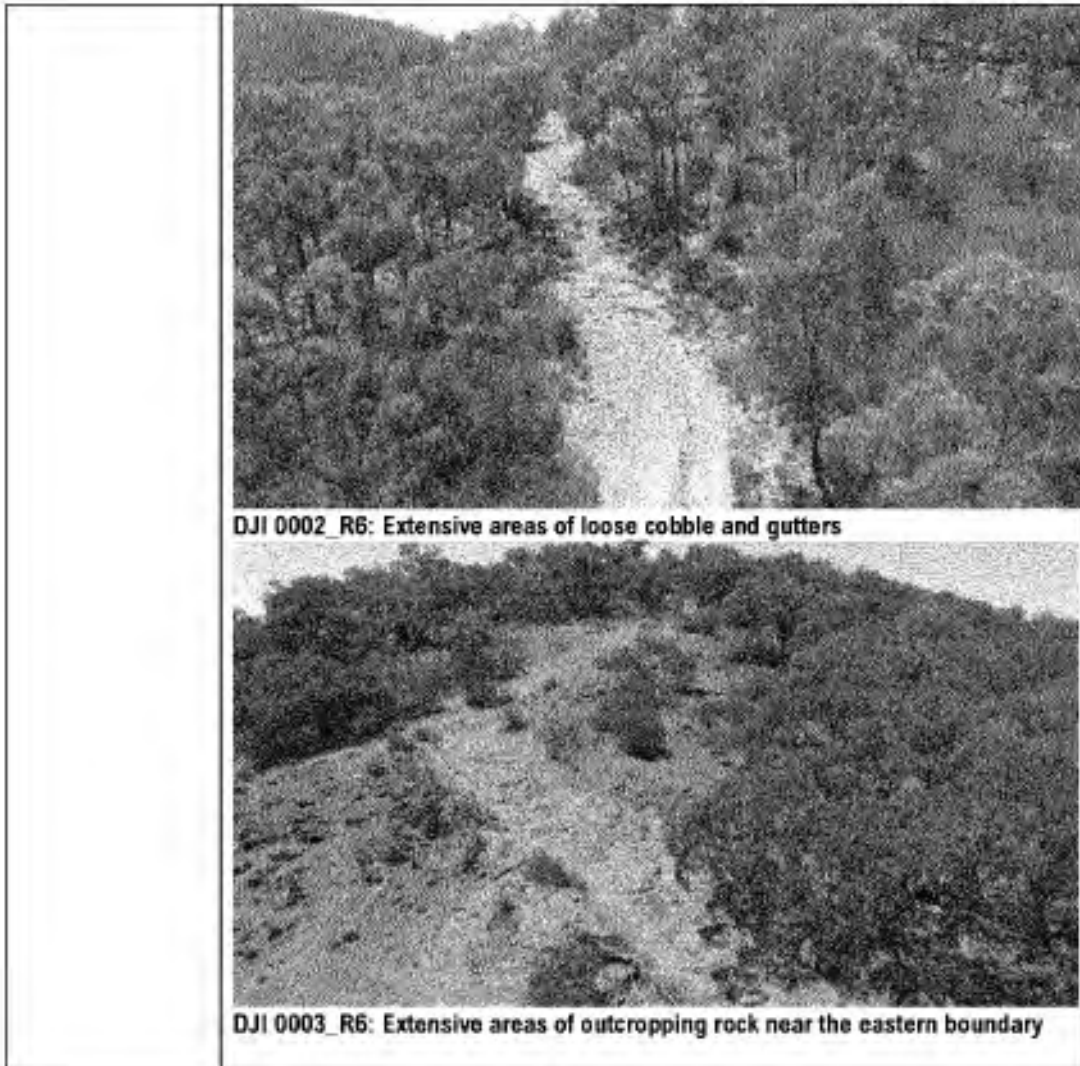 DJI 0002_R6: Extensive areas of loose cobble and gutters
DJI 0003_R6: Extensive areas of outcropping rock near the eastern boundary